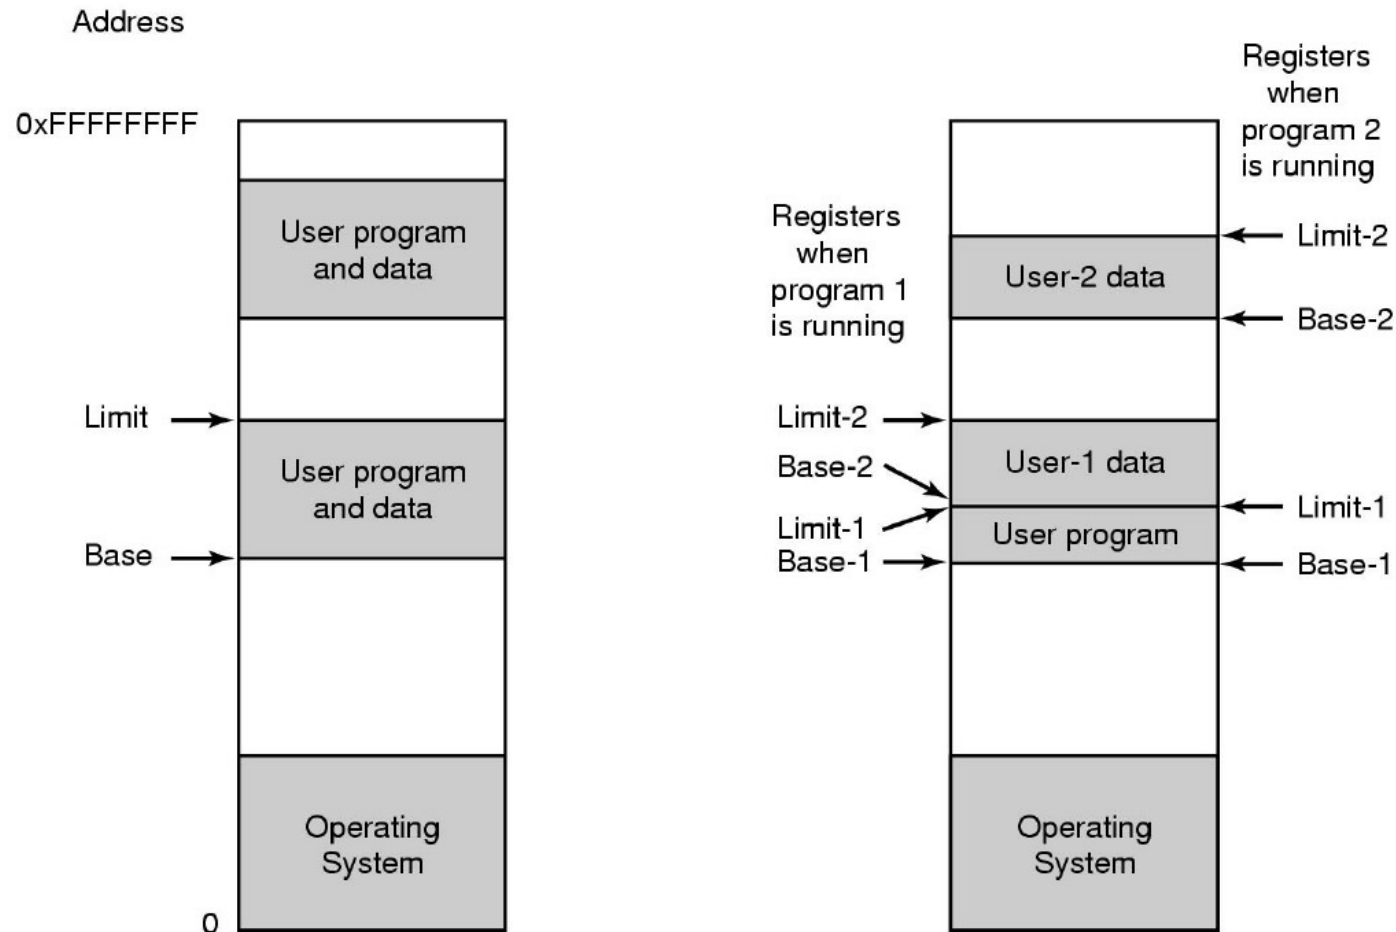 Address
0xFFFFFFFF
User program
and data
Limit
User program
and data
Base
Operating
System
0
Registers
when
program 1
is running
Limit-2
Base-2
Limit-1
Base-1
User-2 data
User-1 data
User program
Operating
System
Registers
when
program 2
is running
Limit-2
Base-2
Limit-1
Base-1